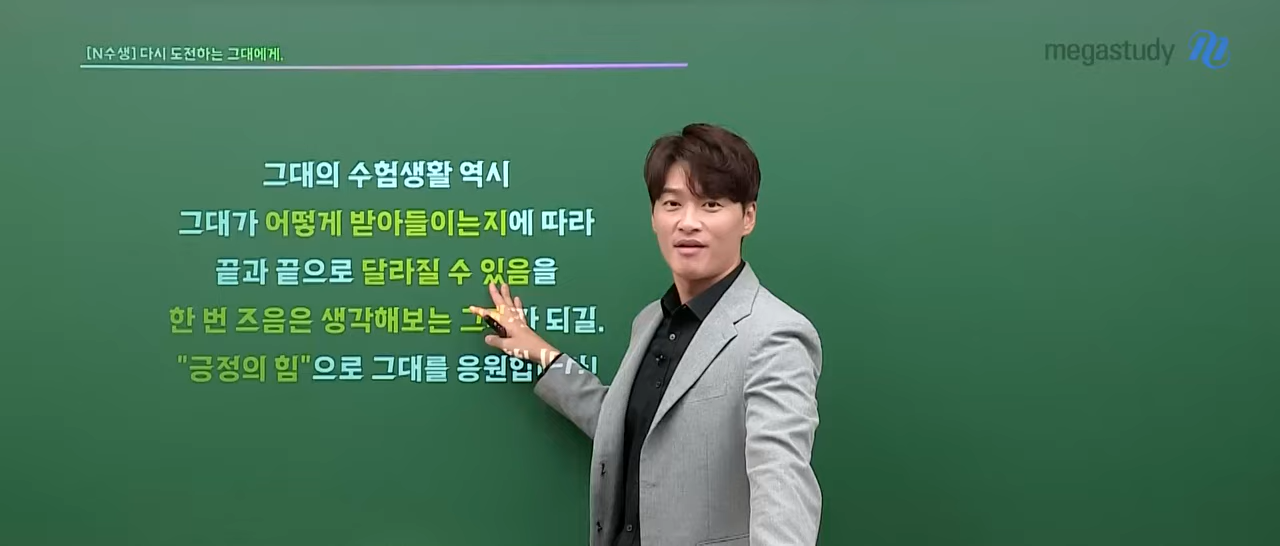 [N수생] 다시 도전하는 그대에게.
megastudy
그대의 수험생활 역시
그대가 어떻게 받아들이는지에 따라
끝과 끝으로 달라질 수 있음을
한 번 즈음은 생각해보는 되길.
"긍정의 힘"으로 그대를